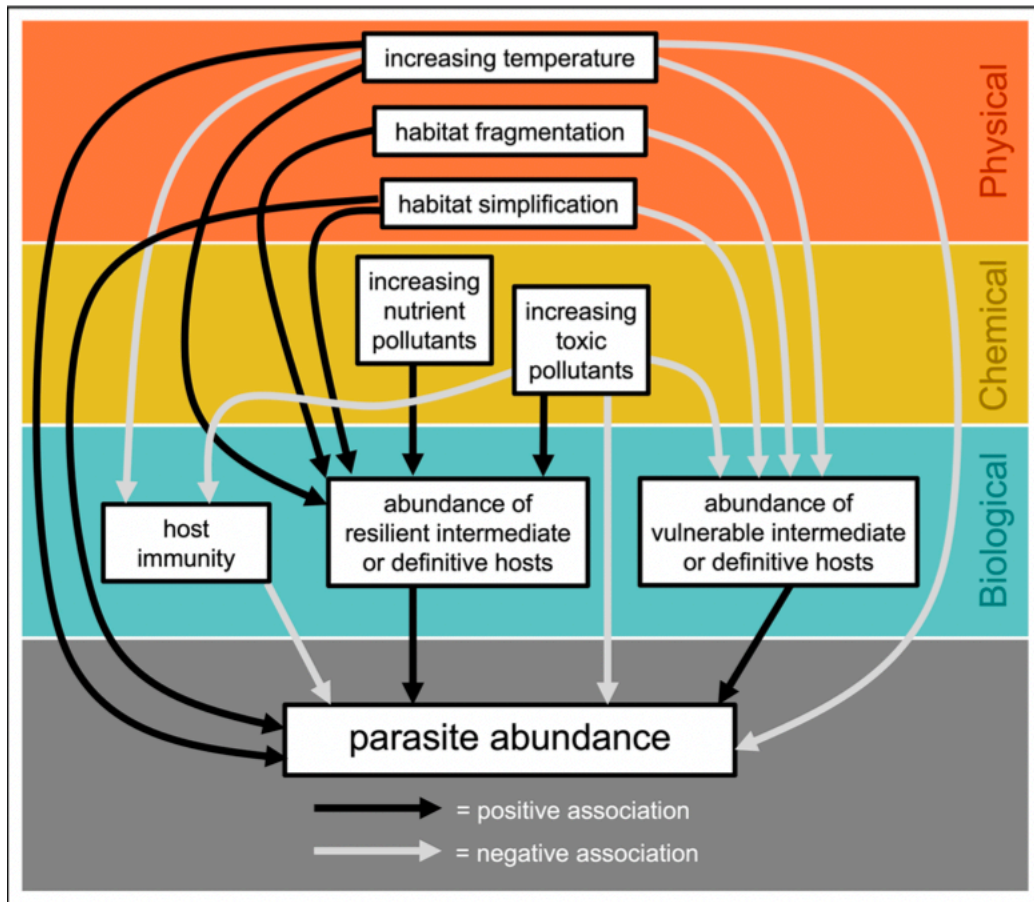 increasing temperature
habitat fragmentation
habitat simplification
Physical
increasing
nutrient
pollutants
increasing
toxic
pollutants
Chemical
host
immunity
abundance of
resilient intermediate
or definitive hosts
abundance of
vulnerable intermediate
or definitive hosts
Biological
parasite abundance
= positive association
= negative association